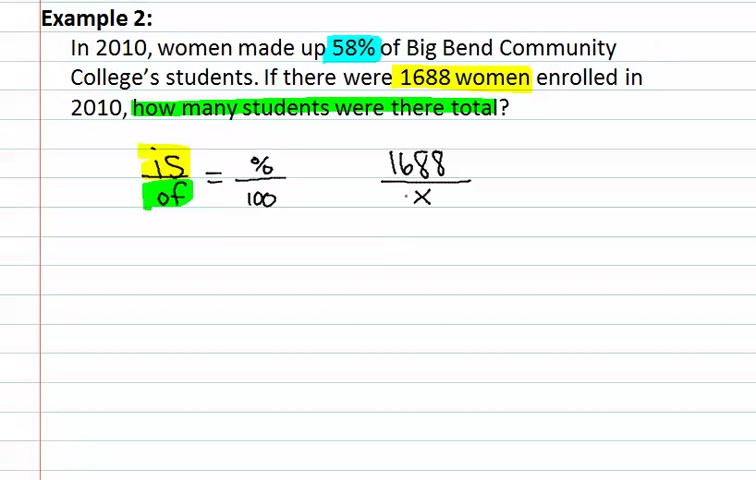 Example 2:
In 2010, women made up 58% of Big Bend Community
College's students. If there were 1688 women enrolled in
2010, how many students were there total?
is/of = %/100 1688/x